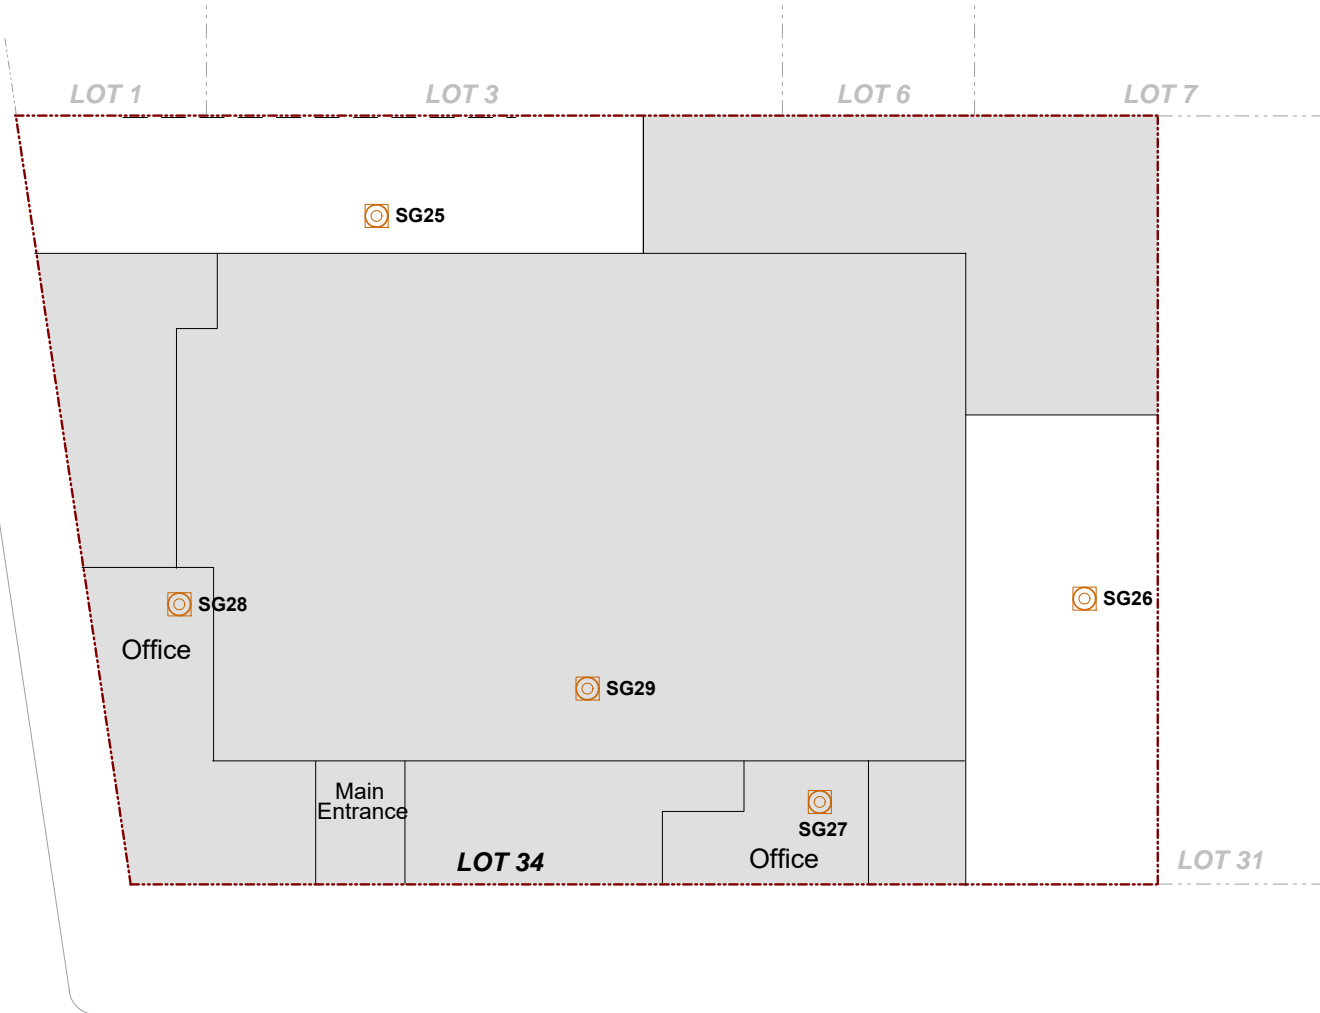 LOT 1
LOT 3
LOT 6
LOT 7
SG25
SG28
SG26
Office
SG29
Main
Entrance
SG27
Office
LOT 34
LOT 31